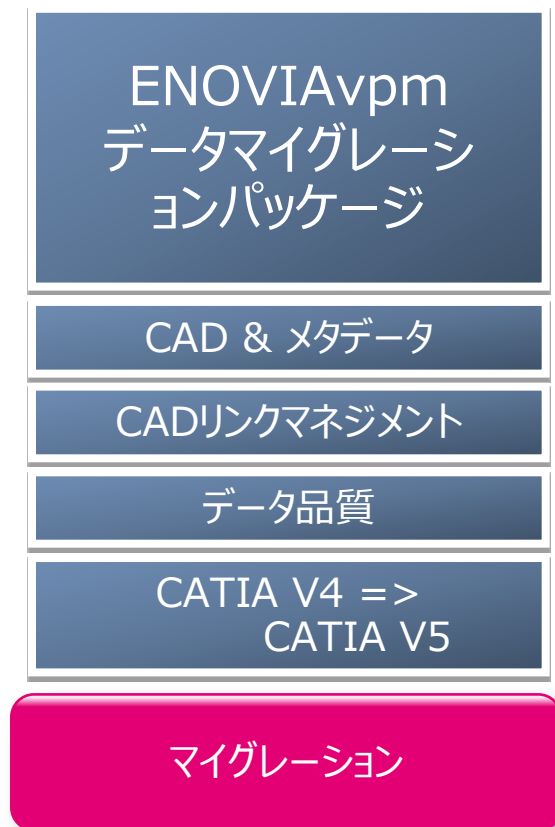 ENOVIAvpm
データマイグレーシ
ョンパッケージ
CAD & メタデータ
CADリンクマネジメント
データ品質
CATIA V4 =>
CATIA V5
マイグレーション